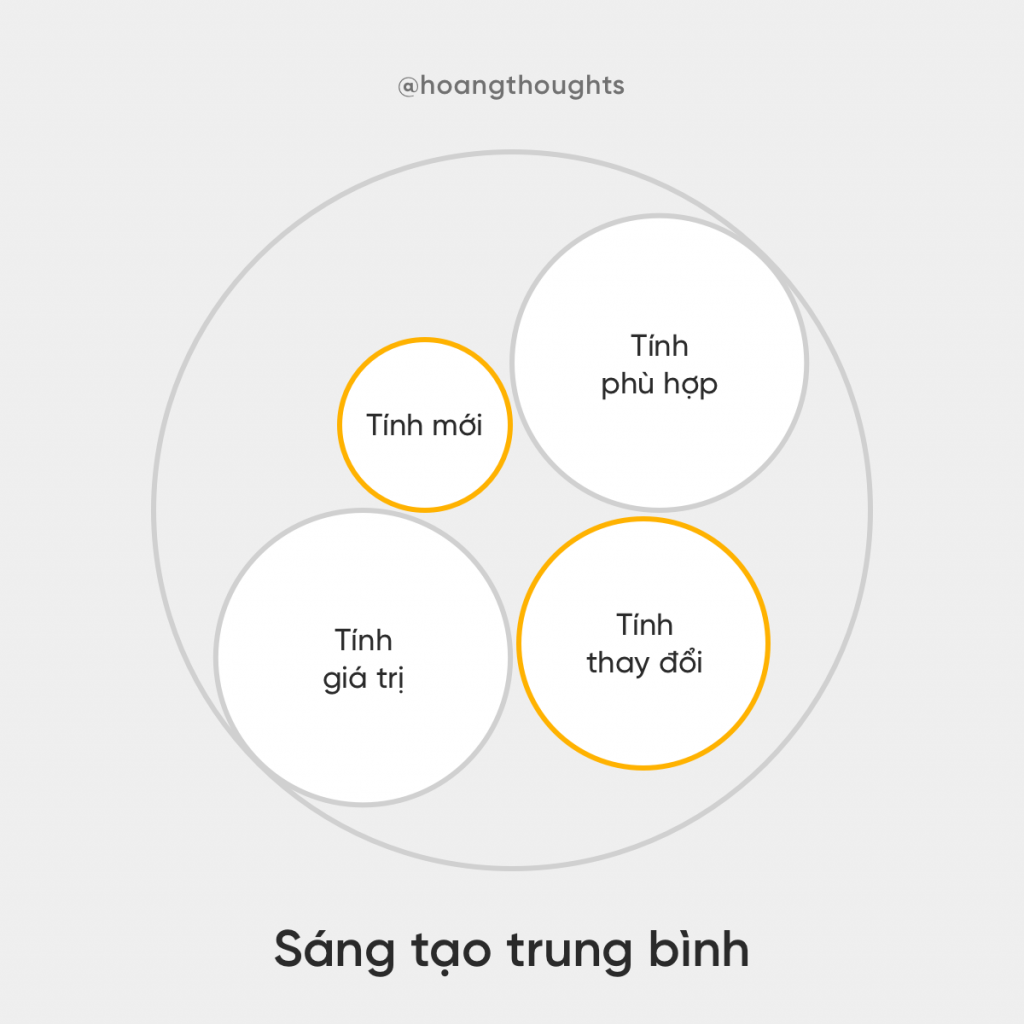 @hoangthoughts
Tính
phù hợp
Tính mới
Tính
giá trị
Tính
thay đổi
Sáng tạo trung bình